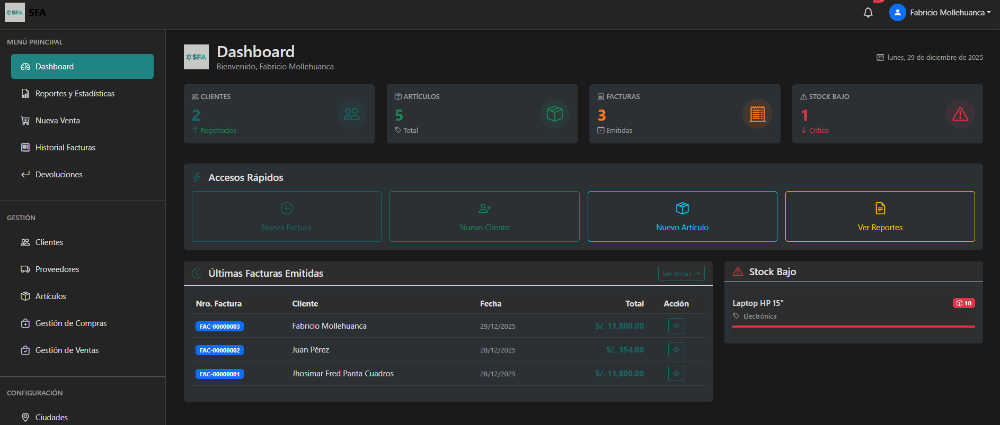 SFA SFA
Fabricio Mollehuanca
MENÚ PRINCIPAL
Dashboard
Reportes y Estadísticas
Nueva Venta
Historial Facturas
Devoluciones
GESTIÓN
Clientes
Proveedores
Artículos
Gestión de Compras
Gestión de Ventas
CONFIGURACIÓN
Ciudades
SFA
Dashboard
Bienvenido, Fabricio Mollehuanca
lunes, 29 de diciembre de 2025
CLIENTES
2
↑ Registrados
ARTÍCULOS
5
Total
FACTURAS
3
Emitidas
STOCK BAJO
1
↓ Crítico
Accesos Rápidos
Nueva Factura
Nuevo Cliente
Nuevo Artículo
Ver Reportes
Últimas Facturas Emitidas
Ver todas →
Nro. Factura Cliente Fecha Total Acción
FAC-00000003 Fabricio Mollehuanca 29/12/2025 S/. 11,800.00
FAC-00000002 Juan Pérez 28/12/2025 S/. 354.00
FAC-00000001 Jhosimar Fred Panta Cuadros 28/12/2025 S/. 11,800.00
Stock Bajo
Laptop HP 15" 10
Electrónica